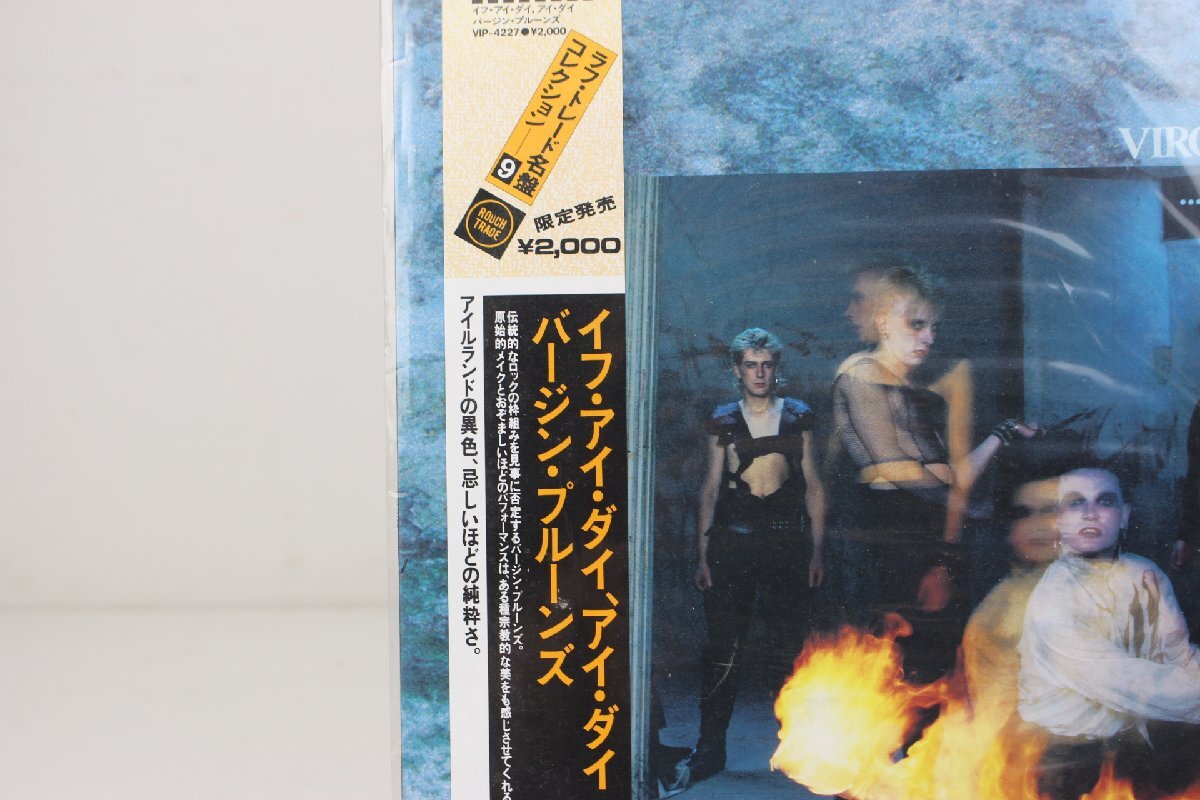 イフ・アイ・ダイ、アイ・ダイ
バージン・プルーンズ
VIP-4227●¥2,000
ラフ・トレード名盤
コレクション—9
ROUGH
TRADE
限定発売
¥2,000
イフ・アイ・ダイ、アイ・ダイ
バージン・プルーンズ
伝統的なロックの枠組みを見事に否定するバージン・プルーンズ。
原始的メイクとおぞましいほどのパフォーマンスは、ある種宗教的な美をも感じさせてくれる
アイルランドの異色、忌しいほどの純粋さ。
VIRG
...